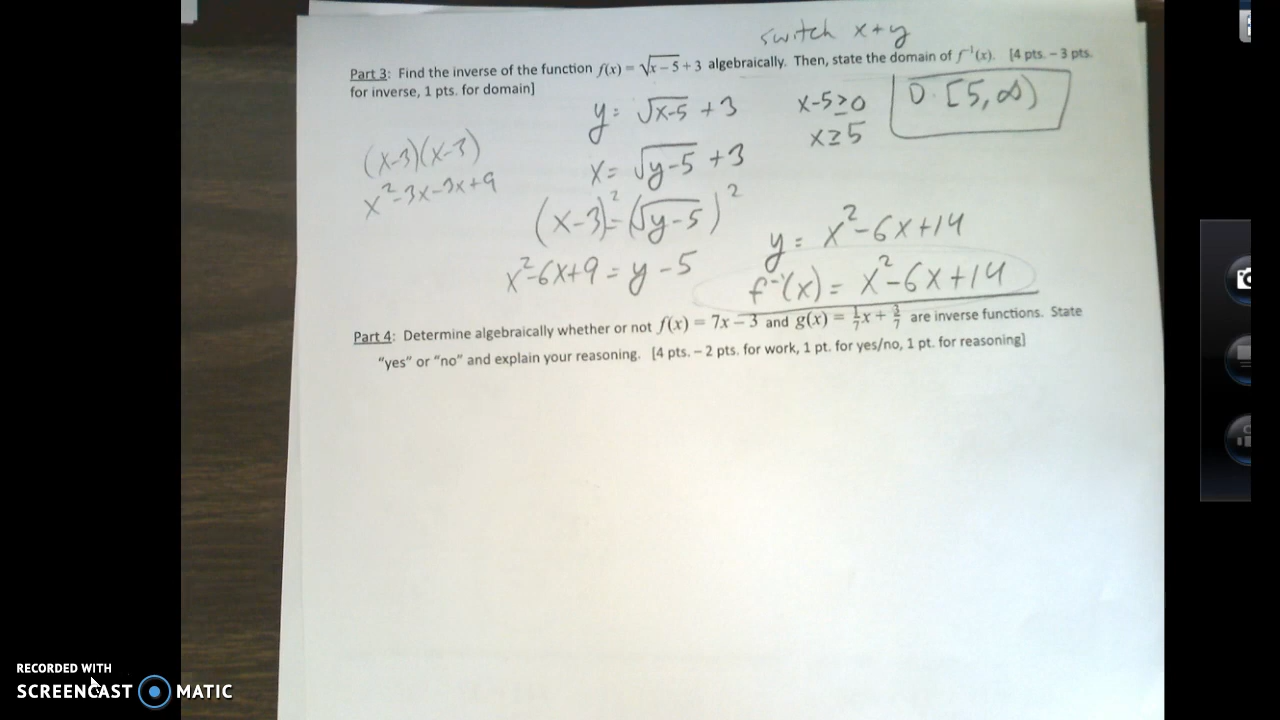 switch x+y
Part 3: Find the inverse of the function f(x) = √x − 5 + 3 algebraically. Then, state the domain of f⁻¹(x). [4 pts. – 3 pts.
for inverse, 1 pts. for domain]
y = √x-5 + 3
x-5≥0
D: [5,∞)
x≥5
(x-3)(x-3)
x²-3x-3x+9
x = √y-5 + 3
(x-3)² = (√y-5)²
x²-6x+9 = y-5
y = x²-6x+14
f⁻¹(x) = x²-6x+14
Part 4: Determine algebraically whether or not f(x) = 7x − 3 and g(x) = 1/7x + 3/7 are inverse functions. State
"yes" or "no" and explain your reasoning. [4 pts. – 2 pts. for work, 1 pt. for yes/no, 1 pt. for reasoning]
RECORDED WITH
SCREENCAST MATIC